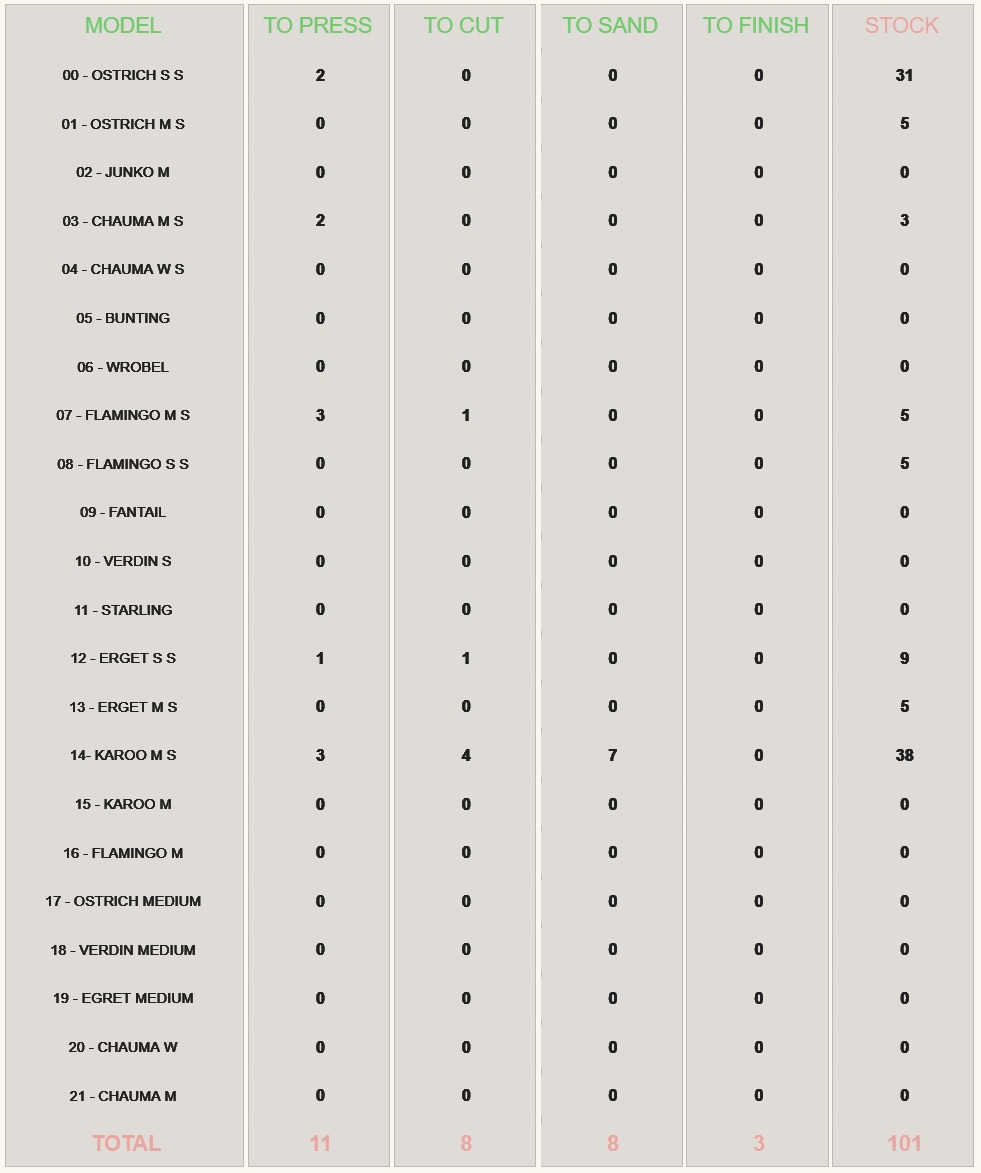 MODEL TO PRESS TO CUT TO SAND TO FINISH STOCK
00 - OSTRICH S S 2 0 0 0 31
01 - OSTRICH M S 0 0 0 0 5
02 - JUNKO M 0 0 0 0 0
03 - CHAUMA M S 2 0 0 0 3
04 - CHAUMA W S 0 0 0 0 0
05 - BUNTING 0 0 0 0 0
06 - WROBEL 0 0 0 0 0
07 - FLAMINGO M S 3 1 0 0 5
08 - FLAMINGO S S 0 0 0 0 5
09 - FANTAIL 0 0 0 0 0
10 - VERDIN S 0 0 0 0 0
11 - STARLING 0 0 0 0 0
12 - ERGET S S 1 1 0 0 9
13 - ERGET M S 0 0 0 0 5
14- KAROO M S 3 4 7 0 38
15 - KAROO M 0 0 0 0 0
16 - FLAMINGO M 0 0 0 0 0
17 - OSTRICH MEDIUM 0 0 0 0 0
18 - VERDIN MEDIUM 0 0 0 0 0
19 - EGRET MEDIUM 0 0 0 0 0
20 - CHAUMA W 0 0 0 0 0
21 - CHAUMA M 0 0 0 0 0
TOTAL 11 8 8 3 101